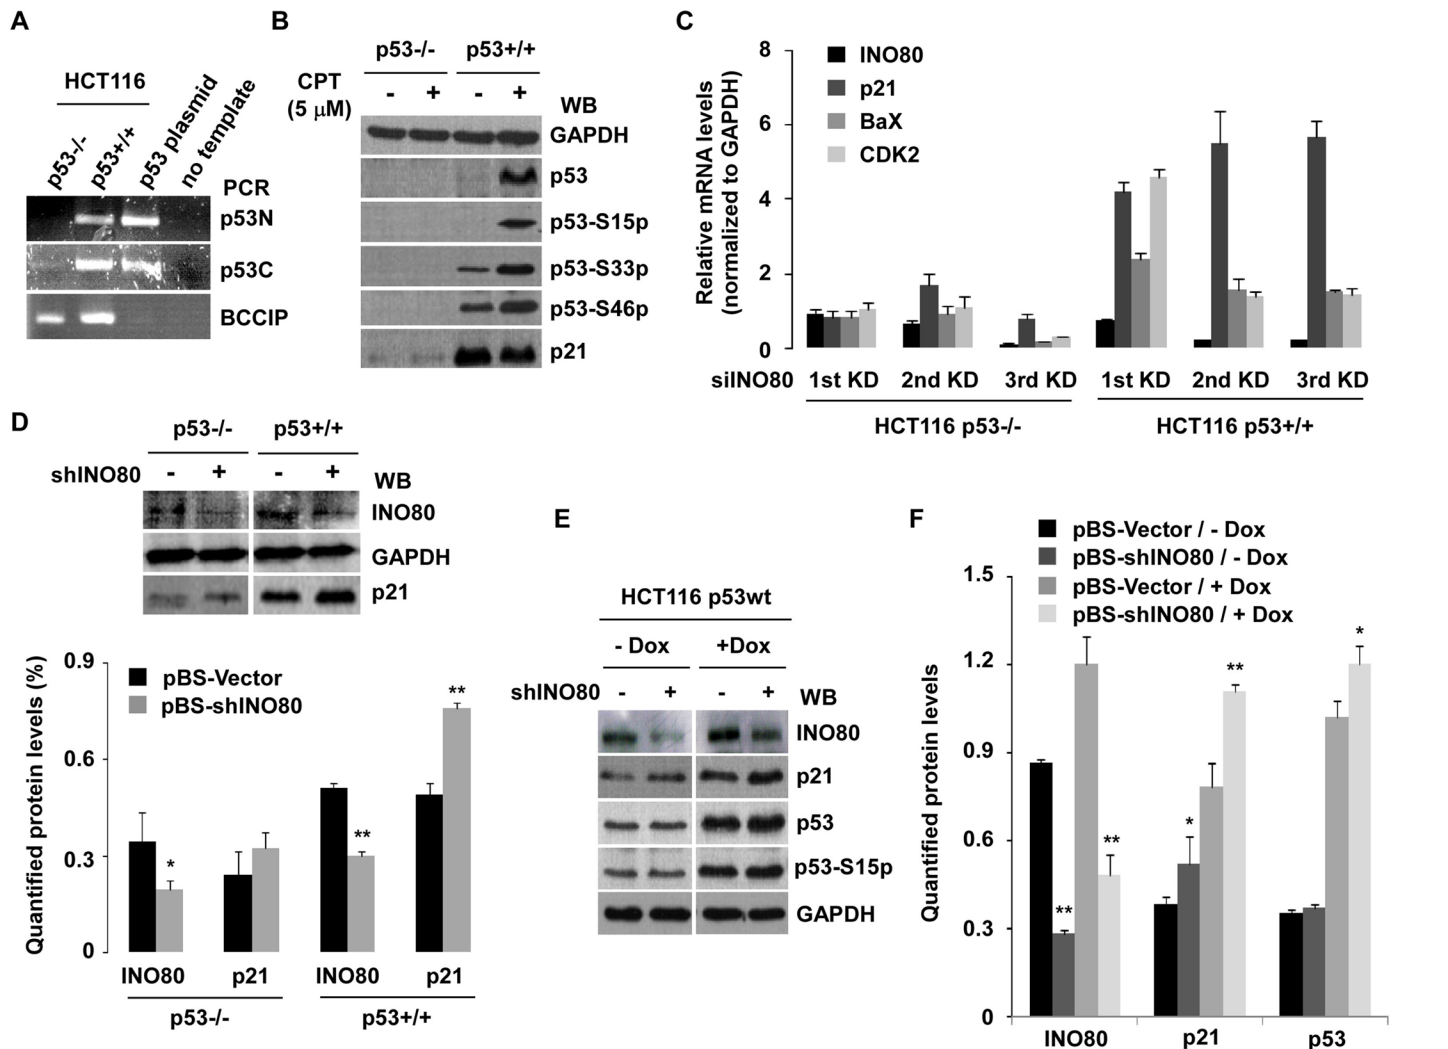 A
HCT116
p53-/-
p53+/+
p53 plasmid
no template
PCR
p53N
p53C
BCCIP
B
p53-/- p53+/+
CPT
(5 µM)
- + - +
WB
GAPDH
p53
p53-S15p
p53-S33p
p53-S46p
p21
C
Relative mRNA levels
(normalized to GAPDH)
8
6
4
2
0
INO80
p21
BaX
CDK2
siINO80 1st KD 2nd KD 3rd KD 1st KD 2nd KD 3rd KD
HCT116 p53-/- HCT116 p53+/+
D
p53-/- p53+/+
shINO80 - + - +
WB
INO80
GAPDH
p21
Quantified protein levels (%)
0.9
0.6
0.3
0
pBS-Vector
pBS-shINO80
*
**
**
INO80 p21 INO80 p21
p53-/- p53+/+
E
HCT116 p53wt
- Dox +Dox
shINO80 - + - +
WB
INO80
p21
p53
p53-S15p
GAPDH
F
pBS-Vector / - Dox
pBS-shINO80 / - Dox
pBS-Vector / + Dox
pBS-shINO80 / + Dox
Quantified protein levels
1.5
1.2
0.9
0.6
0.3
0
**
**
*
**
*
INO80 p21 p53